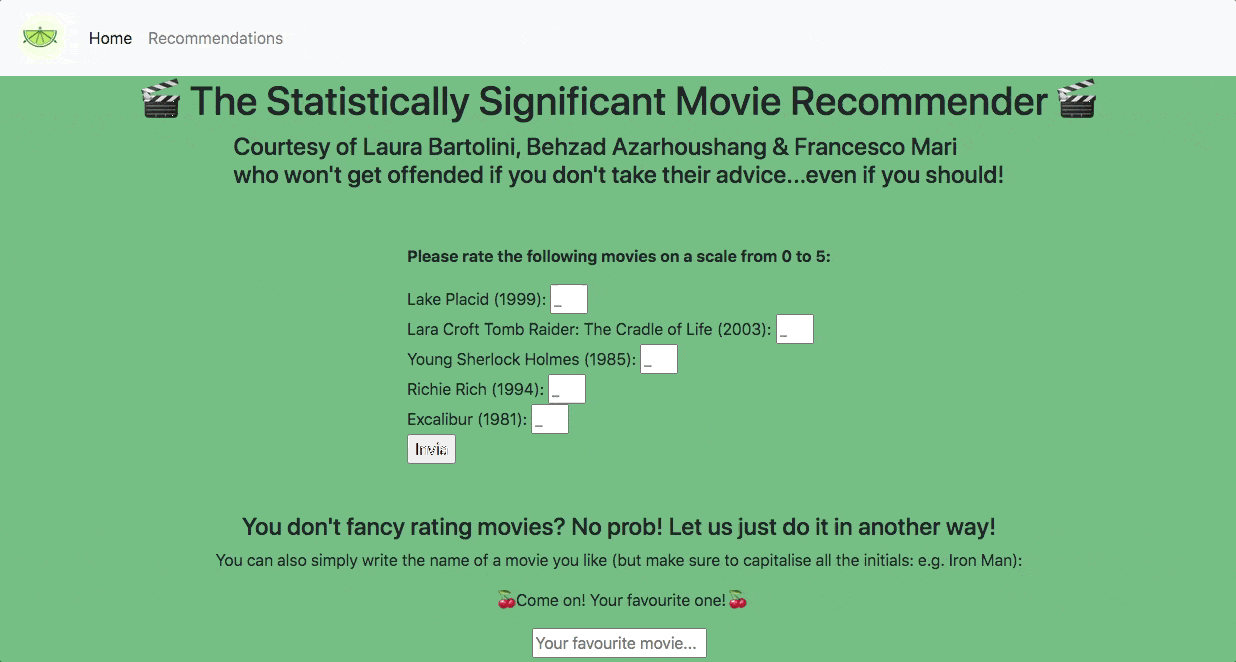 Home Recommendations
🎬 The Statistically Significant Movie Recommender 🎬
Courtesy of Laura Bartolini, Behzad Azarhoushang & Francesco Mari
who won't get offended if you don't take their advice...even if you should!
Please rate the following movies on a scale from 0 to 5:
Lake Placid (1999): _
Lara Croft Tomb Raider: The Cradle of Life (2003): _
Young Sherlock Holmes (1985): _
Richie Rich (1994): _
Excalibur (1981): _
Invia
You don't fancy rating movies? No prob! Let us just do it in another way!
You can also simply write the name of a movie you like (but make sure to capitalise all the initials: e.g. Iron Man):
🍒Come on! Your favourite one!🍒
Your favourite movie...